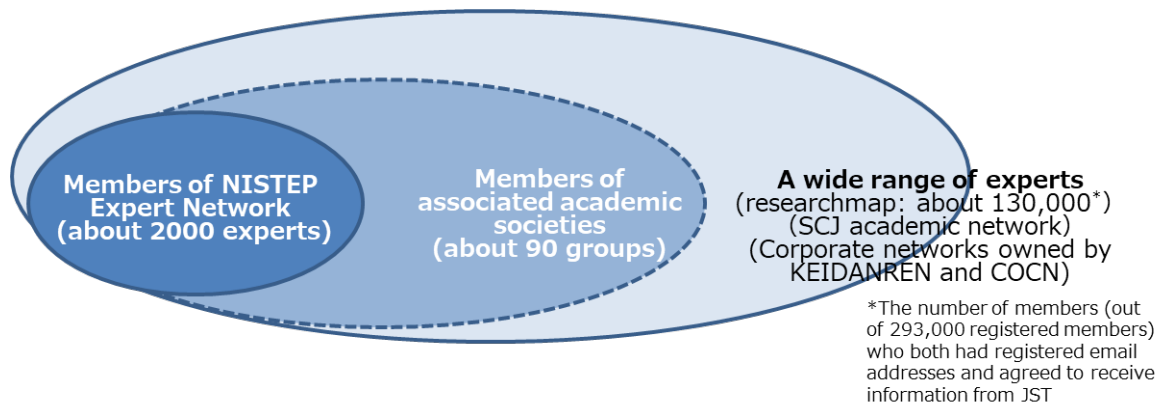 Members of NISTEP
Expert Network
(about 2000 experts)
Members of
associated academic
societies
(about 90 groups)
A wide range of experts
(researchmap: about 130,000*)
(SCJ academic network)
(Corporate networks owned by
KEIDANREN and COCN)
*The number of members (out
of 293,000 registered members)
who both had registered email
addresses and agreed to receive
information from JST